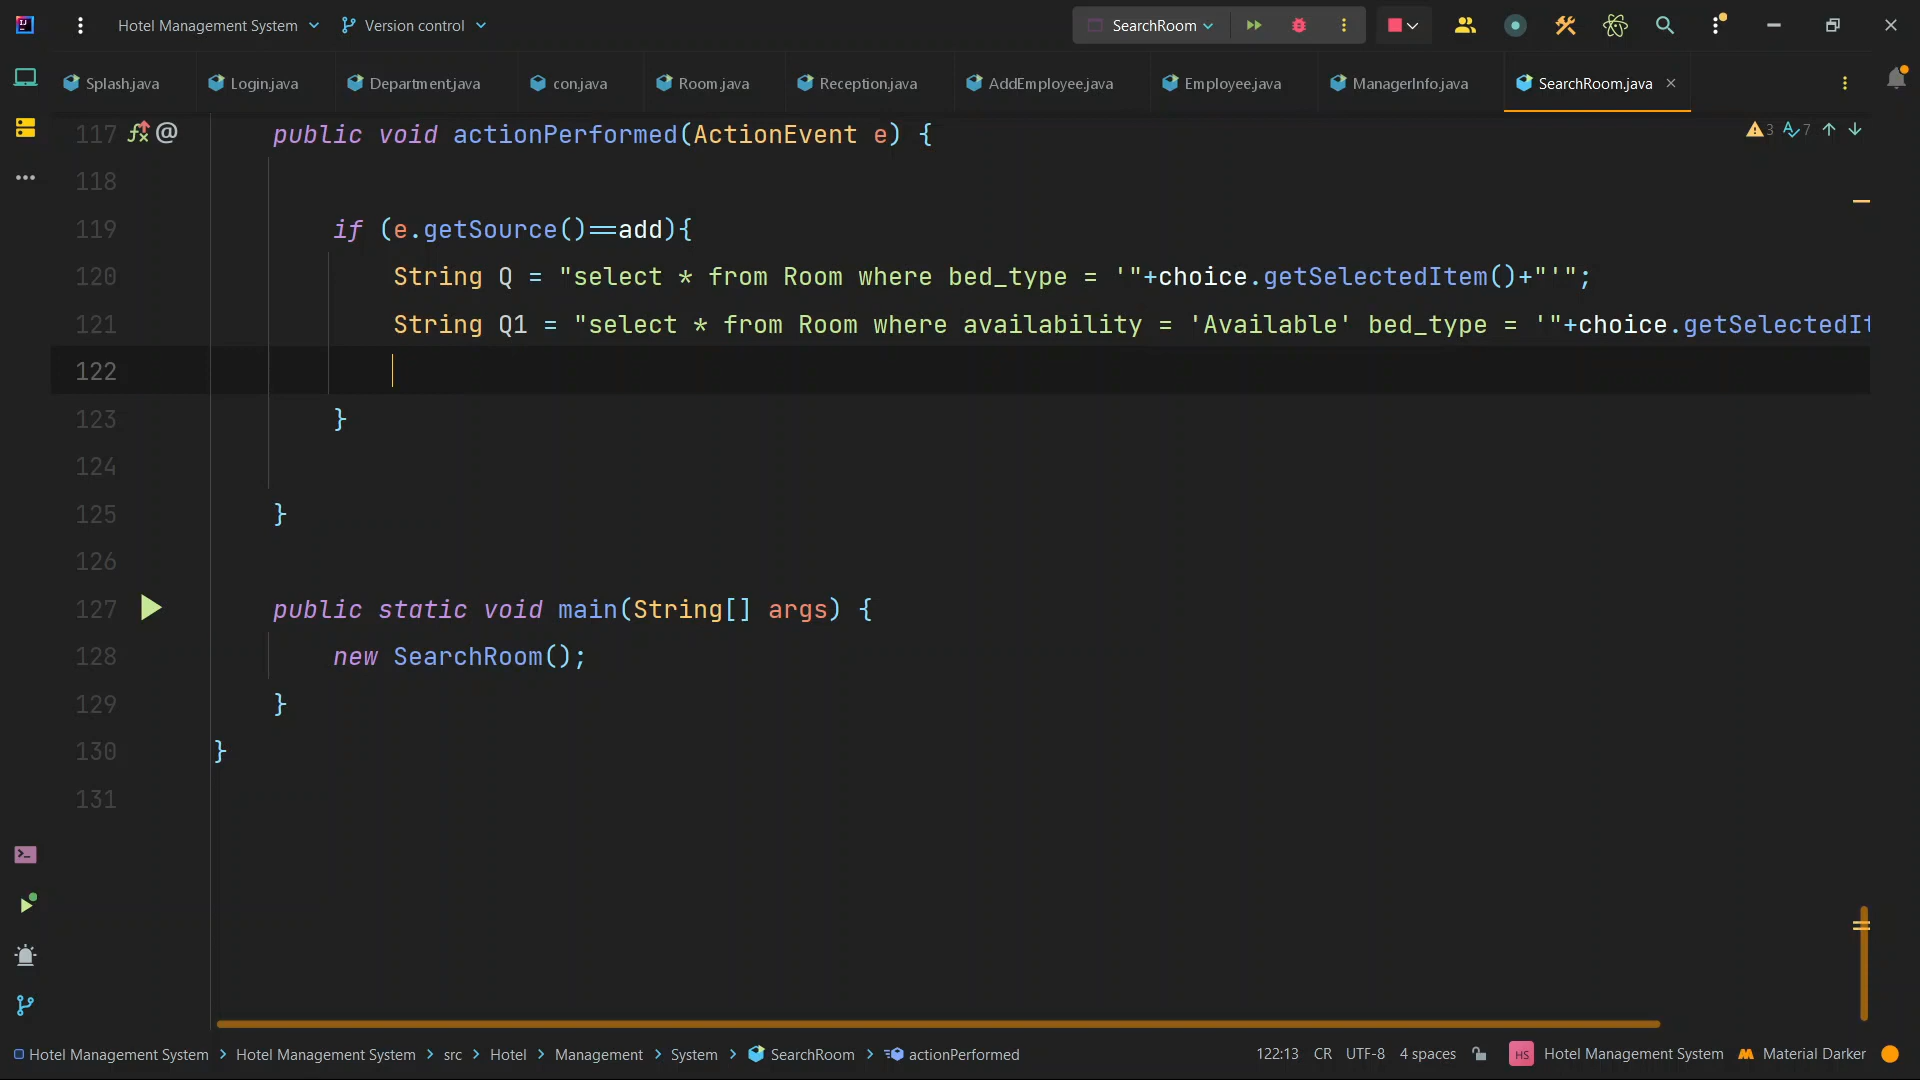 Hotel Management System Version control SearchRoom
Splash.java Login.java Department.java con.java Room.java Reception.java AddEmployee.java Employee.java ManagerInfo.java SearchRoom.java
3 7
117 public void actionPerformed(ActionEvent e) {
118
119 if (e.getSource()==add){
120 String Q = "select * from Room where bed_type = '"+choice.getSelectedItem()+"'";
121 String Q1 = "select * from Room where availability = 'Available' bed_type = '"+choice.getSelectedIt
122
123 }
124
125 }
126
127 public static void main(String[] args) {
128 new SearchRoom();
129 }
130 }
131
Hotel Management System > Hotel Management System > src > Hotel > Management > System > SearchRoom > actionPerformed 122:13 CR UTF-8 4 spaces HS Hotel Management System Material Darker